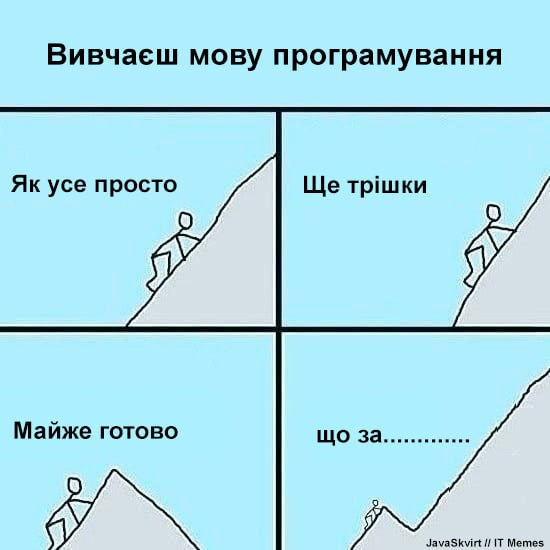 Вивчаєш мову програмування
Як усе просто
Ще трішки
Майже готово
що за.............
JavaSkvirt // IT Memes